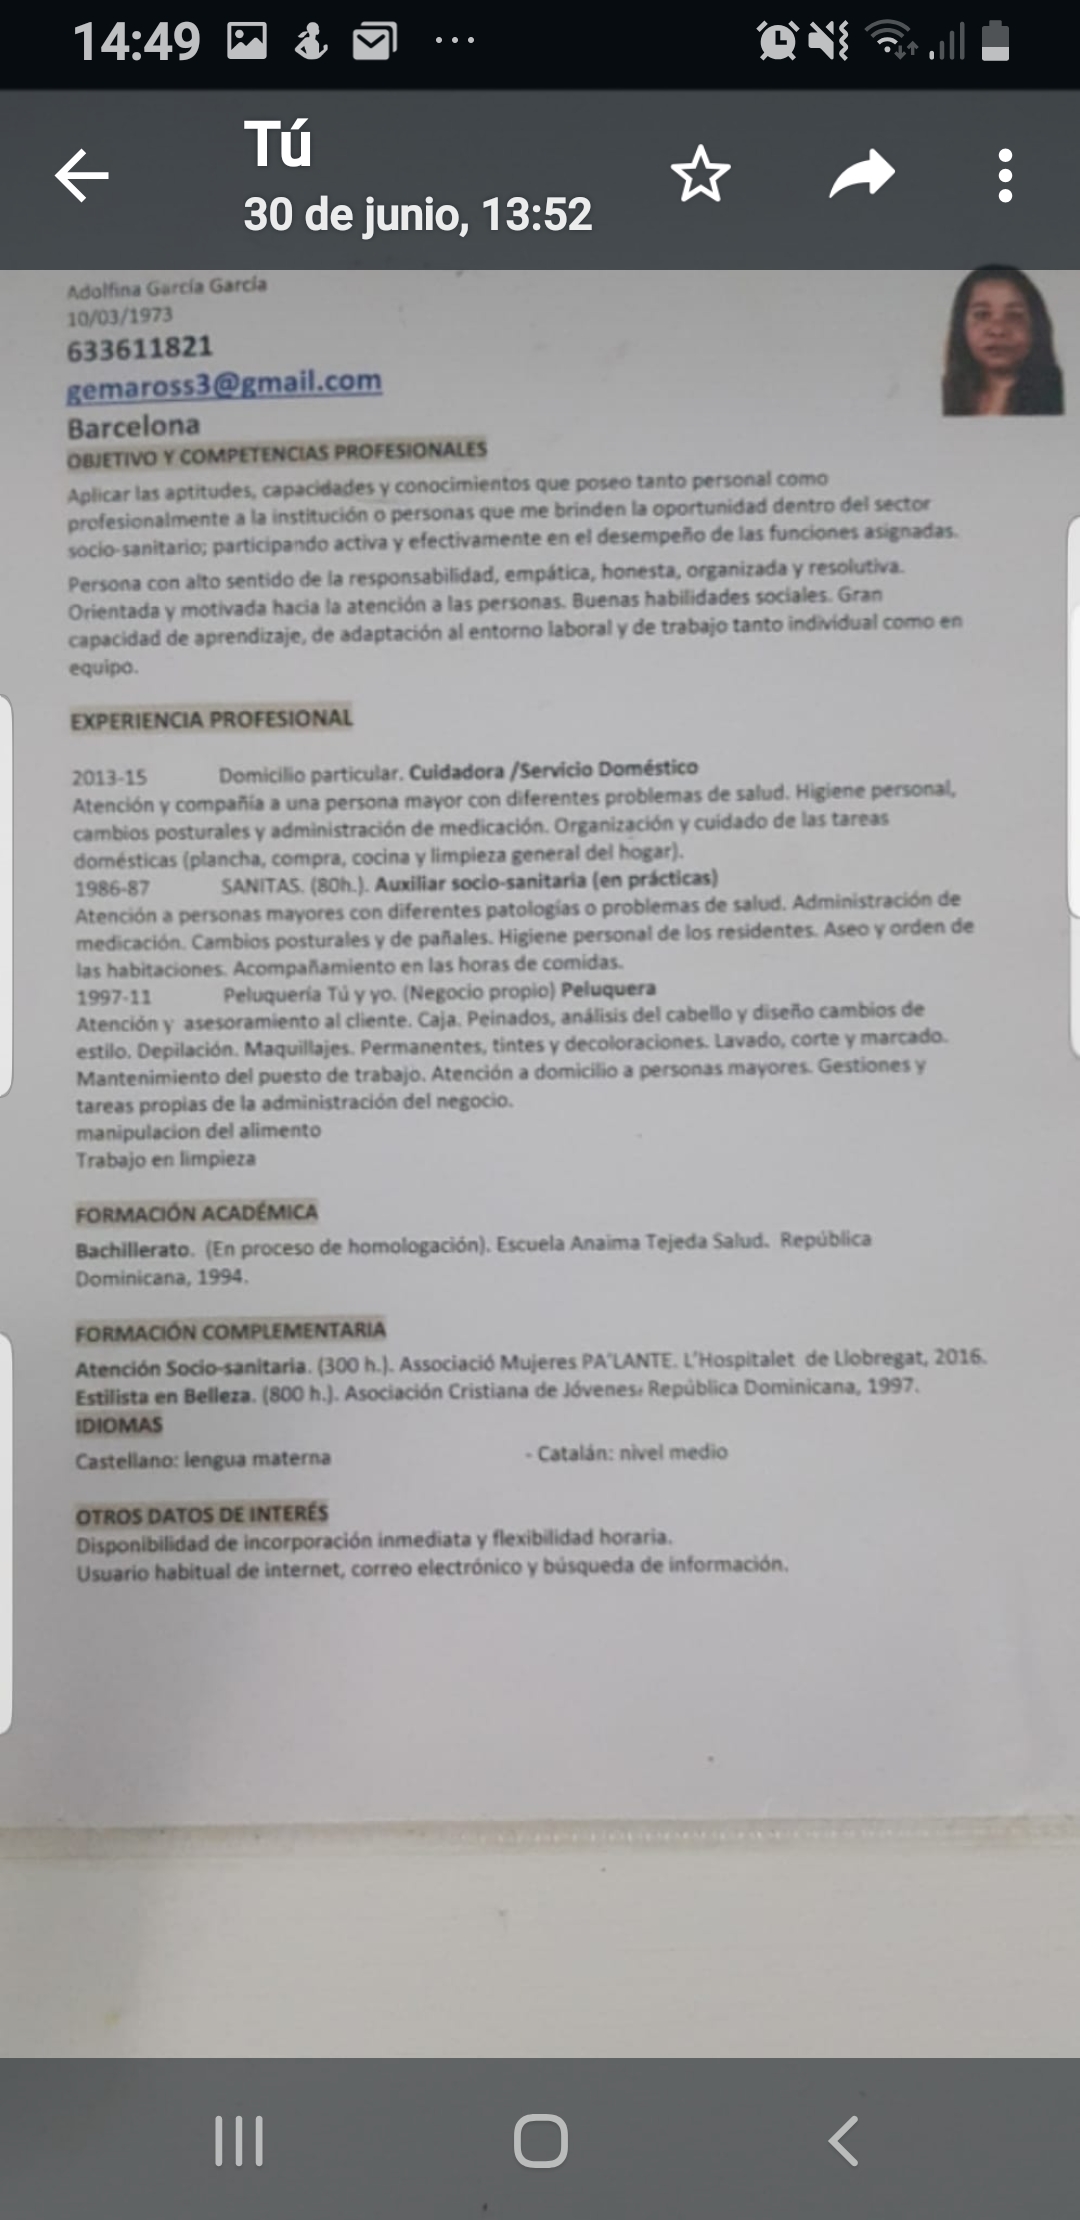 14:49
Tú
30 de junio, 13:52
Adolfina García García
10/03/1973
633611821
gemaross3@gmail.com
Barcelona
OBJETIVO Y COMPETENCIAS PROFESIONALES
Aplicar las aptitudes, capacidades y conocimientos que poseo tanto personal como
profesionalmente a la institución o personas que me brinden la oportunidad dentro del sector
socio-sanitario; participando activa y efectivamente en el desempeño de las funciones asignadas.
Persona con alto sentido de la responsabilidad, empática, honesta, organizada y resolutiva.
Orientada y motivada hacia la atención a las personas. Buenas habilidades sociales. Gran
capacidad de aprendizaje, de adaptación al entorno laboral y de trabajo tanto individual como en
equipo.
EXPERIENCIA PROFESIONAL
2013-15 Domicilio particular. Cuidadora /Servicio Doméstico
Atención y compañía a una persona mayor con diferentes problemas de salud. Higiene personal,
cambios posturales y administración de medicación. Organización y cuidado de las tareas
domésticas (plancha, compra, cocina y limpieza general del hogar).
1986-87 SANITAS. (80h.). Auxiliar socio-sanitaria (en prácticas)
Atención a personas mayores con diferentes patologías o problemas de salud. Administración de
medicación. Cambios posturales y de pañales. Higiene personal de los residentes. Aseo y orden de
las habitaciones. Acompañamiento en las horas de comidas.
1997-11 Peluquería Tú y yo. (Negocio propio) Peluquera
Atención y asesoramiento al cliente. Caja. Peinados, análisis del cabello y diseño cambios de
estilo. Depilación. Maquillajes. Permanentes, tintes y decoloraciones. Lavado, corte y marcado.
Mantenimiento del puesto de trabajo. Atención a domicilio a personas mayores. Gestiones y
tareas propias de la administración del negocio.
manipulacion del alimento
Trabajo en limpieza
FORMACIÓN ACADÉMICA
Bachillerato. (En proceso de homologación). Escuela Anaima Tejeda Salud. República
Dominicana, 1994.
FORMACIÓN COMPLEMENTARIA
Atención Socio-sanitaria. (300 h.). Associació Mujeres PA'LANTE. L'Hospitalet de Llobregat, 2016.
Estilista en Belleza. (800 h.). Asociación Cristiana de Jóvenes. República Dominicana, 1997.
IDIOMAS
Castellano: lengua materna - Catalán: nivel medio
OTROS DATOS DE INTERÉS
Disponibilidad de incorporación inmediata y flexibilidad horaria.
Usuario habitual de internet, correo electrónico y búsqueda de información.